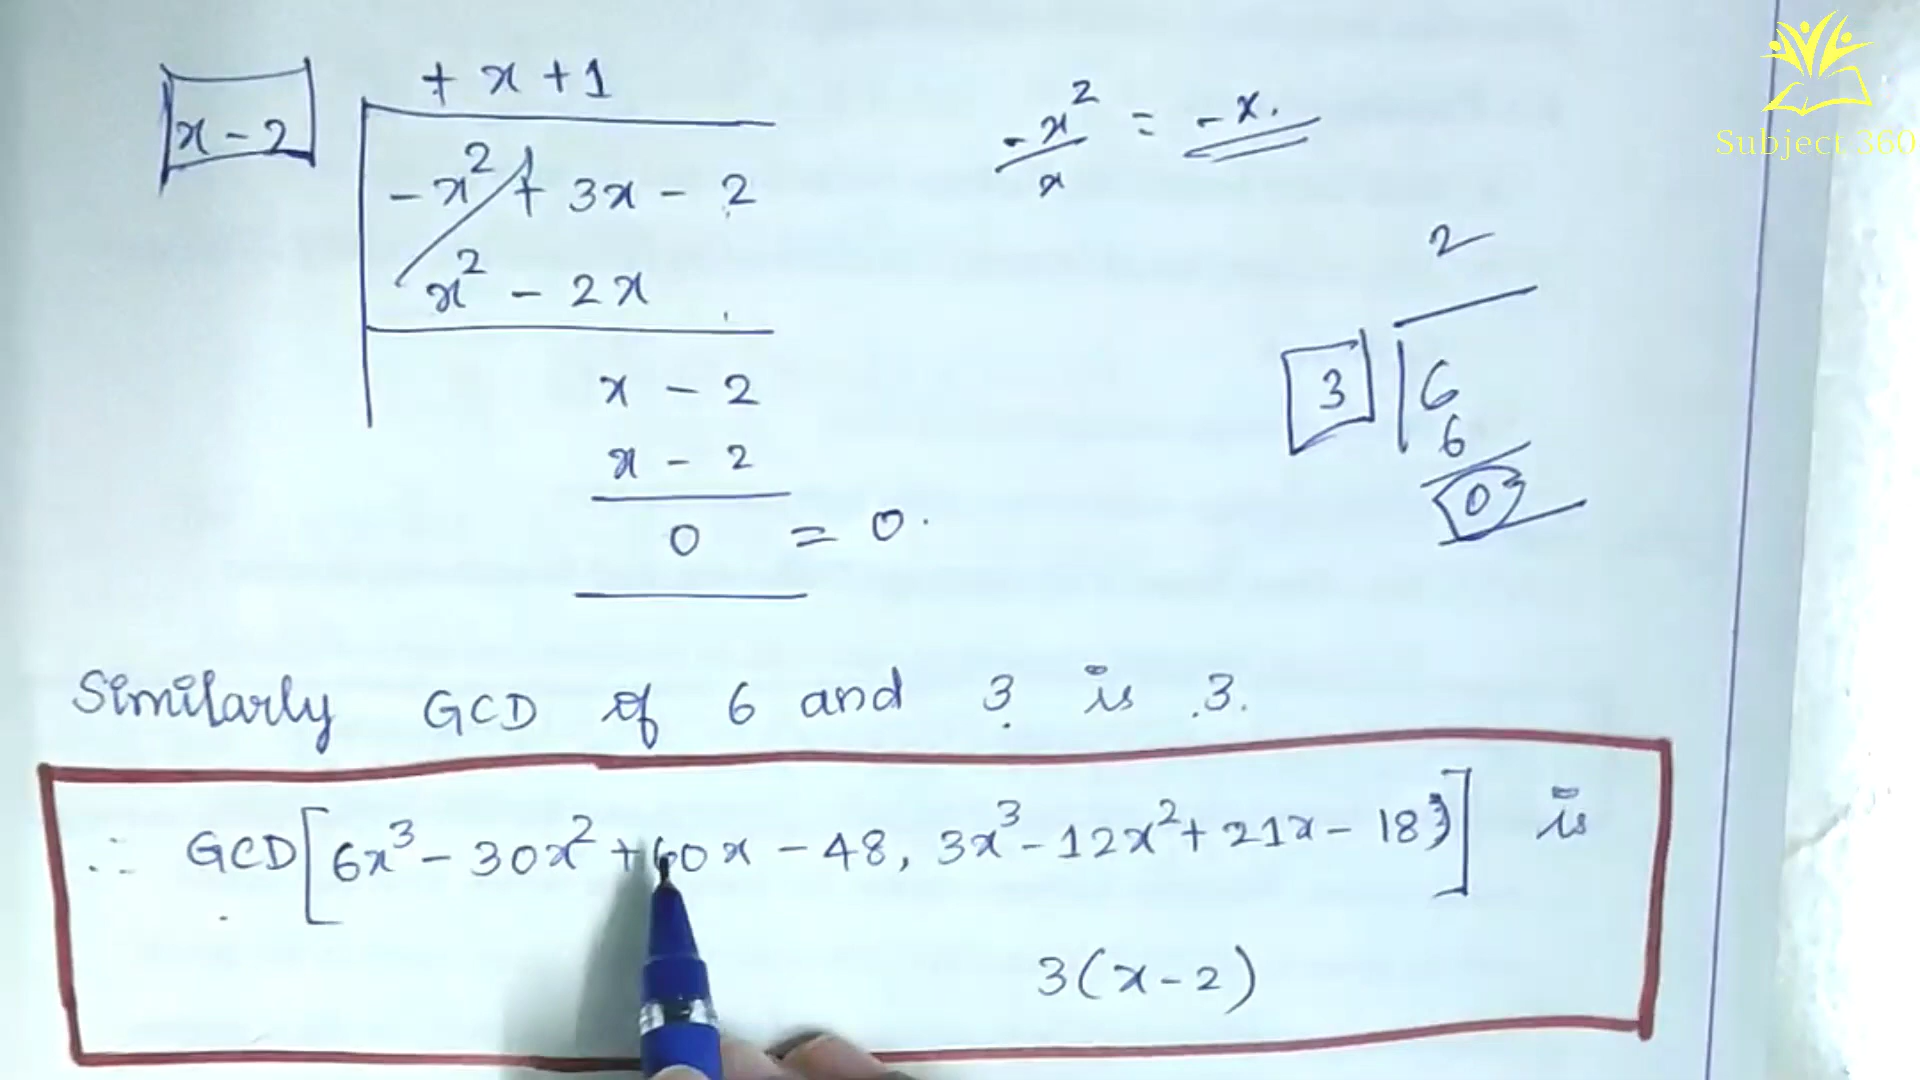 + x + 1
x - 2
- x² + 3x - 2
x² - 2x
x - 2
x - 2
0 = 0.
-x²/x = -x.
2
3 6
6
0
Subject 360
Similarly GCD of 6 and 3 is 3.
∴ GCD[6x³ - 30x² + 60x - 48, 3x³ - 12x² + 21x - 18] is
3(x-2)